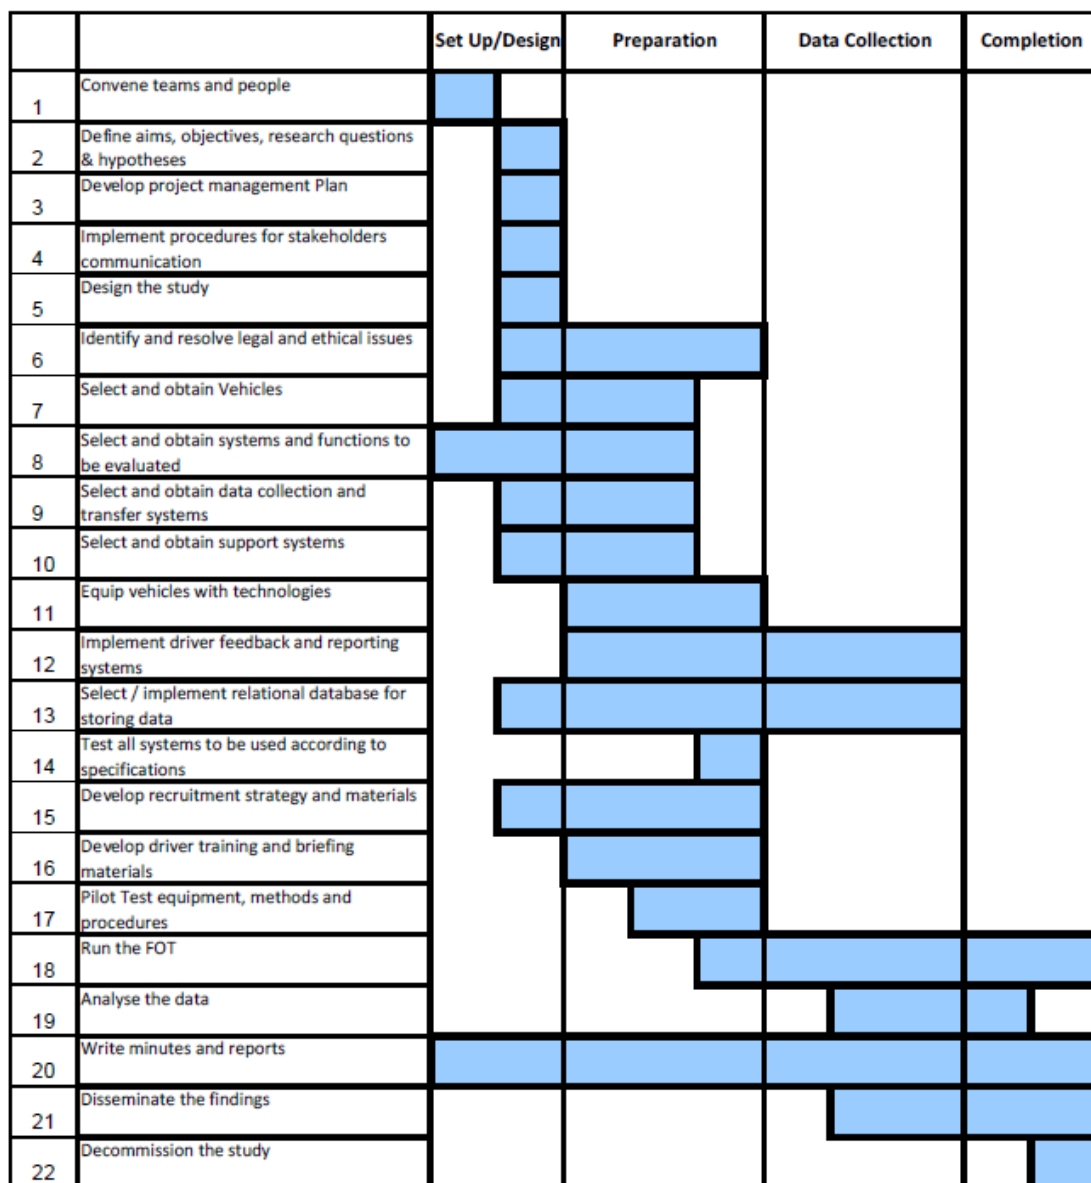 Set Up/Design Preparation Data Collection Completion
1 Convene teams and people
2 Define aims, objectives, research questions
& hypotheses
3 Develop project management Plan
4 Implement procedures for stakeholders
communication
5 Design the study
6 Identify and resolve legal and ethical issues
7 Select and obtain Vehicles
8 Select and obtain systems and functions to
be evaluated
9 Select and obtain data collection and
transfer systems
10 Select and obtain support systems
11 Equip vehicles with technologies
12 Implement driver feedback and reporting
systems
13 Select / implement relational database for
storing data
14 Test all systems to be used according to
specifications
15 Develop recruitment strategy and materials
16 Develop driver training and briefing
materials
17 Pilot Test equipment, methods and
procedures
18 Run the FOT
19 Analyse the data
20 Write minutes and reports
21 Disseminate the findings
22 Decommission the study